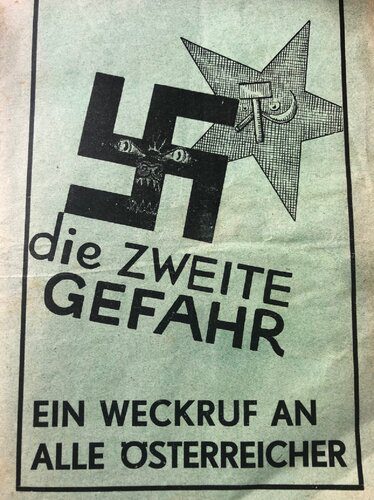 die ZWEITE
GEFAHR
EIN WECKRUF AN
ALLE ÖSTERREICHER